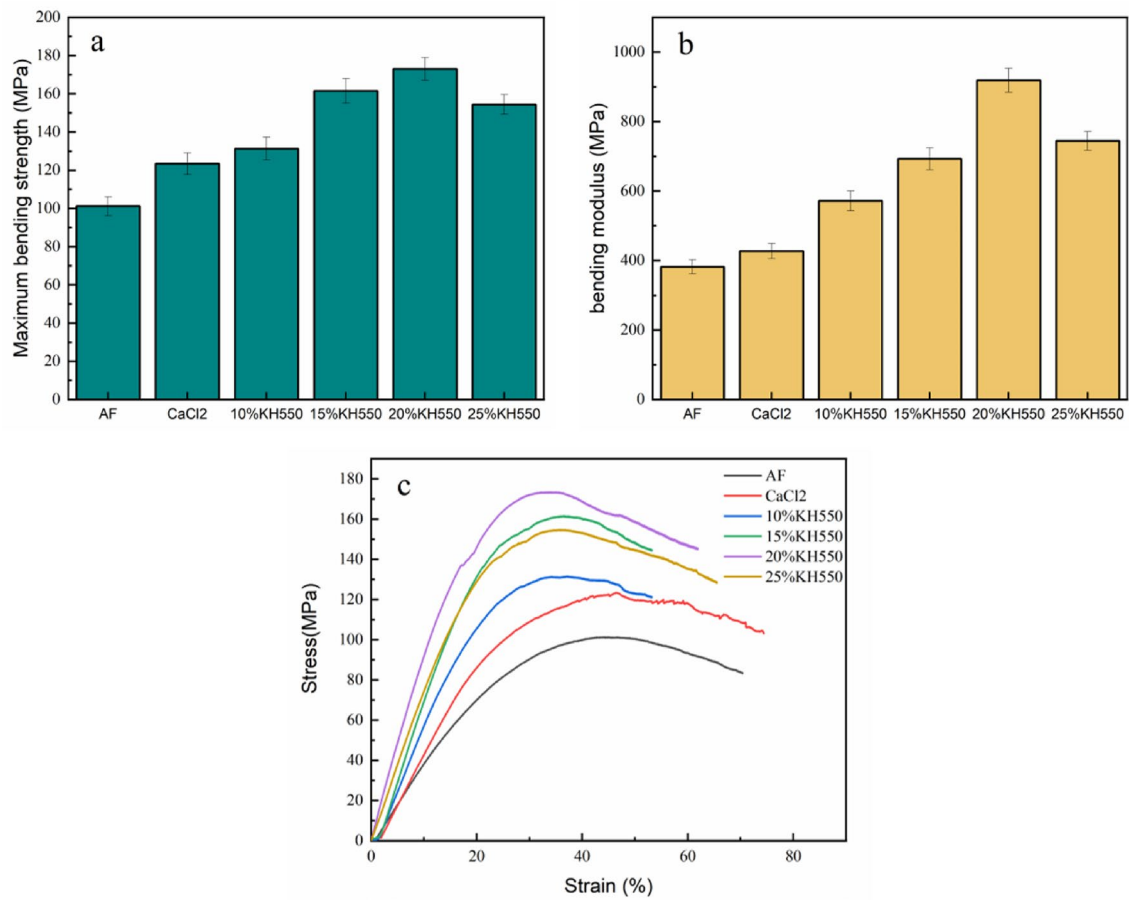 a
Maximum bending strength (MPa)
200
180
160
140
120
100
80
60
40
20
0
AF CaCl2 10%KH550 15%KH550 20%KH550 25%KH550
b
bending modulus (MPa)
1000
800
600
400
200
0
AF CaCl2 10%KH550 15%KH550 20%KH550 25%KH550
c
Stress(MPa)
180
160
140
120
100
80
60
40
20
0
0 20 40 60 80
Strain (%)
AF
CaCl2
10%KH550
15%KH550
20%KH550
25%KH550